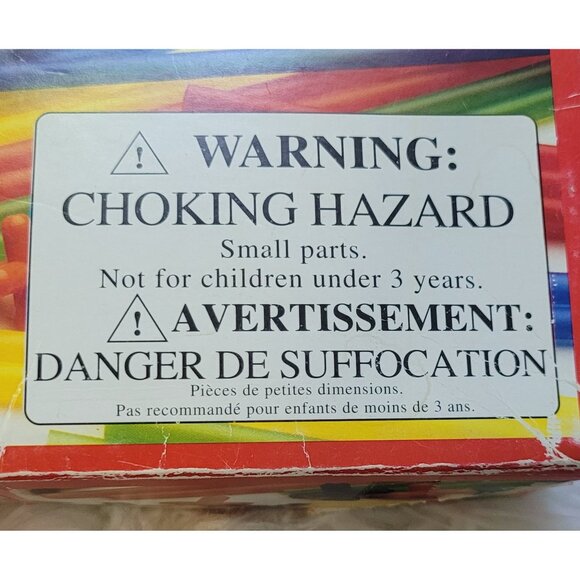 WARNING:
CHOKING HAZARD
Small parts.
Not for children under 3 years.
AVERTISSEMENT:
DANGER DE SUFFOCATION
Pièces de petites dimensions.
Pas recommandé pour enfants de moins de 3 ans.